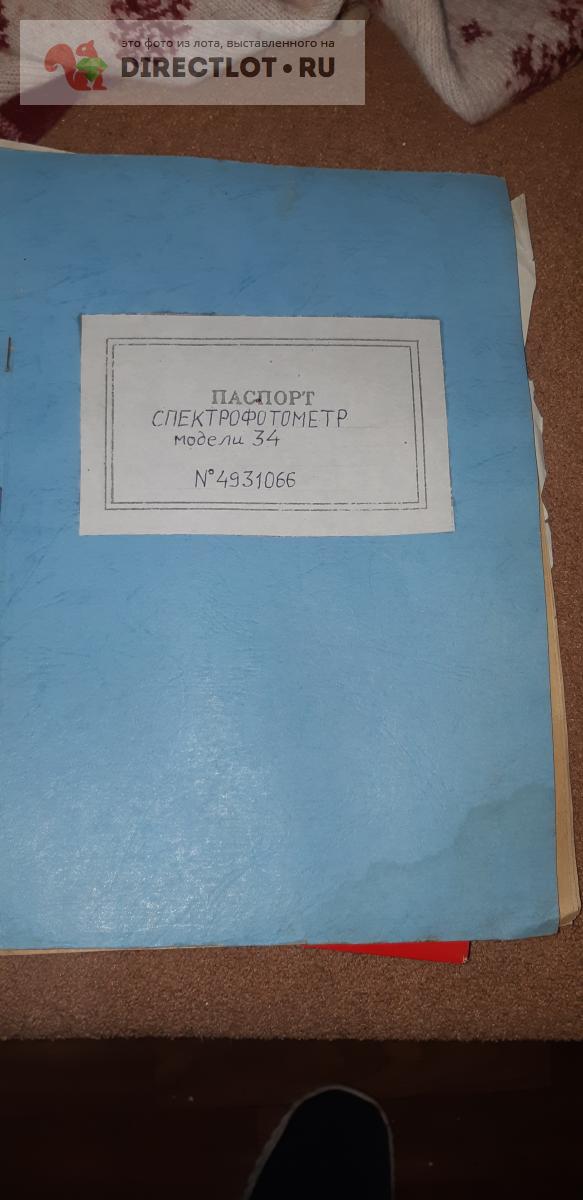 это фото из лота, выставленного на
DIRECTLOT•RU
ПАСПОРТ
СПЕКТРОФОТОМЕТР
модели 34
№4931066